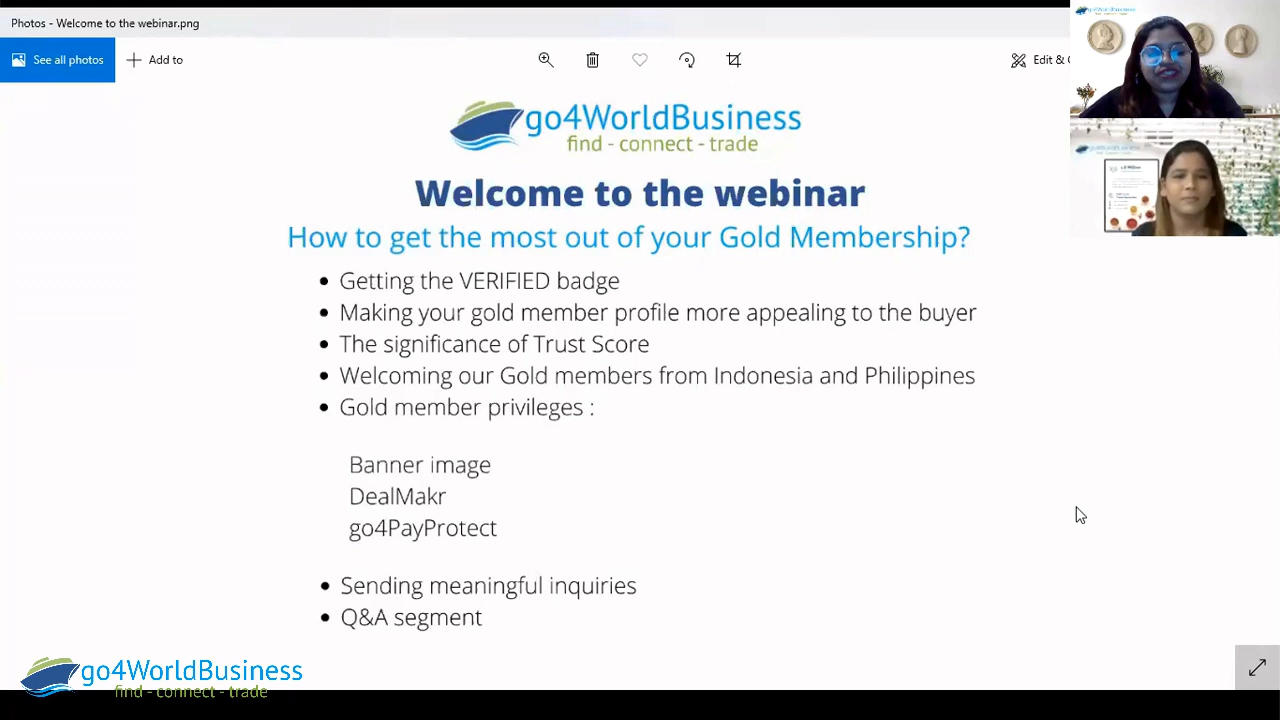 Photos - Welcome to the webinar.png
See all photos
Add to
Edit & C
go4WorldBusiness
find - connect - trade
Welcome to the webinar
How to get the most out of your Gold Membership?
Getting the VERIFIED badge
Making your gold member profile more appealing to the buyer
The significance of Trust Score
Welcoming our Gold members from Indonesia and Philippines
Gold member privileges :
Banner image
DealMakr
go4PayProtect
Sending meaningful inquiries
Q&A segment
go4WorldBusiness
find - connect - trade